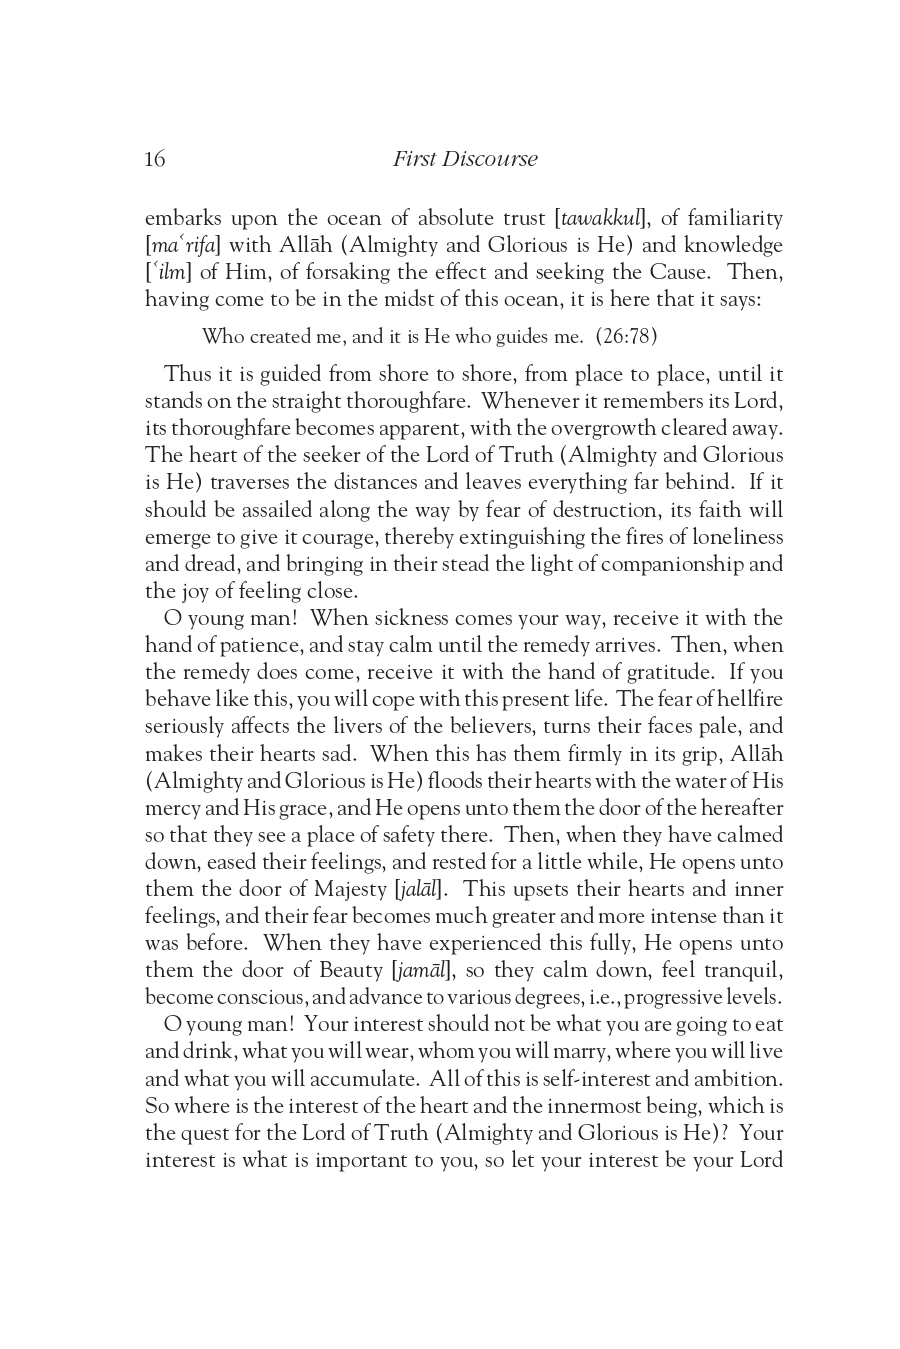 16 First Discourse
embarks upon the ocean of absolute trust [tawakkul], of familiarity
[maʿrifa] with Allāh (Almighty and Glorious is He) and knowledge
[ʿilm] of Him, of forsaking the effect and seeking the Cause. Then,
having come to be in the midst of this ocean, it is here that it says:
Who created me, and it is He who guides me. (26:78)
Thus it is guided from shore to shore, from place to place, until it
stands on the straight thoroughfare. Whenever it remembers its Lord,
its thoroughfare becomes apparent, with the overgrowth cleared away.
The heart of the seeker of the Lord of Truth (Almighty and Glorious
is He) traverses the distances and leaves everything far behind. If it
should be assailed along the way by fear of destruction, its faith will
emerge to give it courage, thereby extinguishing the fires of loneliness
and dread, and bringing in their stead the light of companionship and
the joy of feeling close.
O young man! When sickness comes your way, receive it with the
hand of patience, and stay calm until the remedy arrives. Then, when
the remedy does come, receive it with the hand of gratitude. If you
behave like this, you will cope with this present life. The fear of hellfire
seriously affects the livers of the believers, turns their faces pale, and
makes their hearts sad. When this has them firmly in its grip, Allāh
(Almighty and Glorious is He) floods their hearts with the water of His
mercy and His grace, and He opens unto them the door of the hereafter
so that they see a place of safety there. Then, when they have calmed
down, eased their feelings, and rested for a little while, He opens unto
them the door of Majesty [jalāl]. This upsets their hearts and inner
feelings, and their fear becomes much greater and more intense than it
was before. When they have experienced this fully, He opens unto
them the door of Beauty [jamāl], so they calm down, feel tranquil,
become conscious, and advance to various degrees, i.e., progressive levels.
O young man! Your interest should not be what you are going to eat
and drink, what you will wear, whom you will marry, where you will live
and what you will accumulate. All of this is self-interest and ambition.
So where is the interest of the heart and the innermost being, which is
the quest for the Lord of Truth (Almighty and Glorious is He)? Your
interest is what is important to you, so let your interest be your Lord